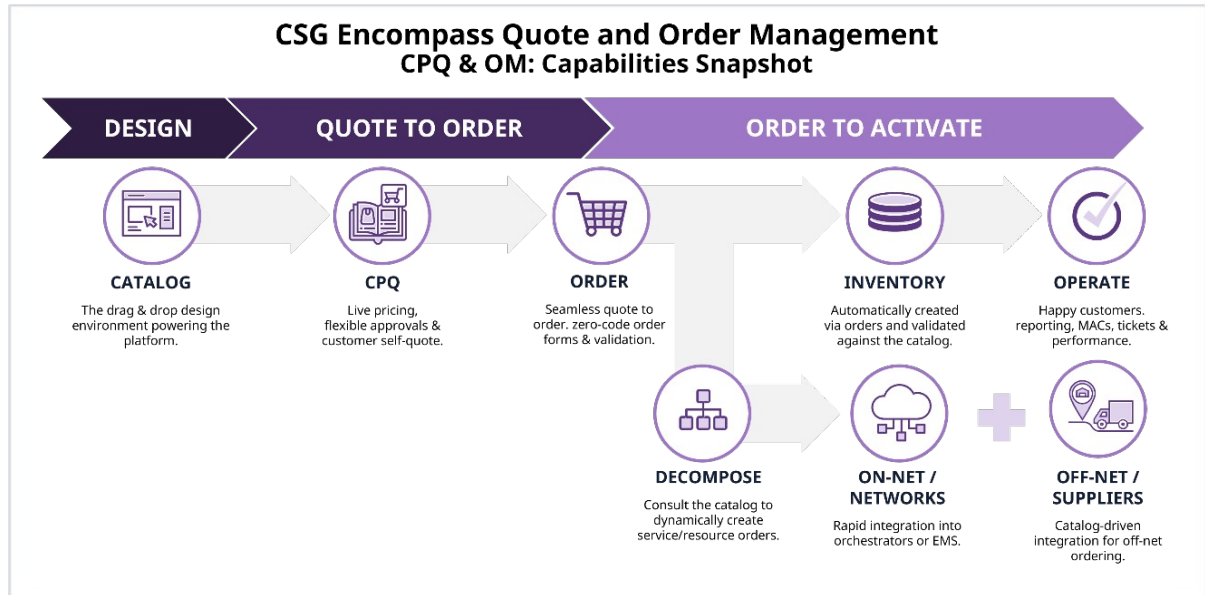 CSG Encompass Quote and Order Management
CPQ & OM: Capabilities Snapshot
DESIGN
QUOTE TO ORDER
ORDER TO ACTIVATE
CATALOG
The drag & drop design
environment powering the
platform.
CPQ
Live pricing,
flexible approvals &
customer self-quote.
ORDER
Seamless quote to
order. zero-code order
forms & validation.
INVENTORY
Automatically created
via orders and validated
against the catalog.
OPERATE
Happy customers.
reporting, MACs, tickets &
performance.
DECOMPOSE
Consult the catalog to
dynamically create
service/resource orders.
ON-NET /
NETWORKS
Rapid integration into
orchestrators or EMS.
OFF-NET /
SUPPLIERS
Catalog-driven
integration for off-net
ordering.